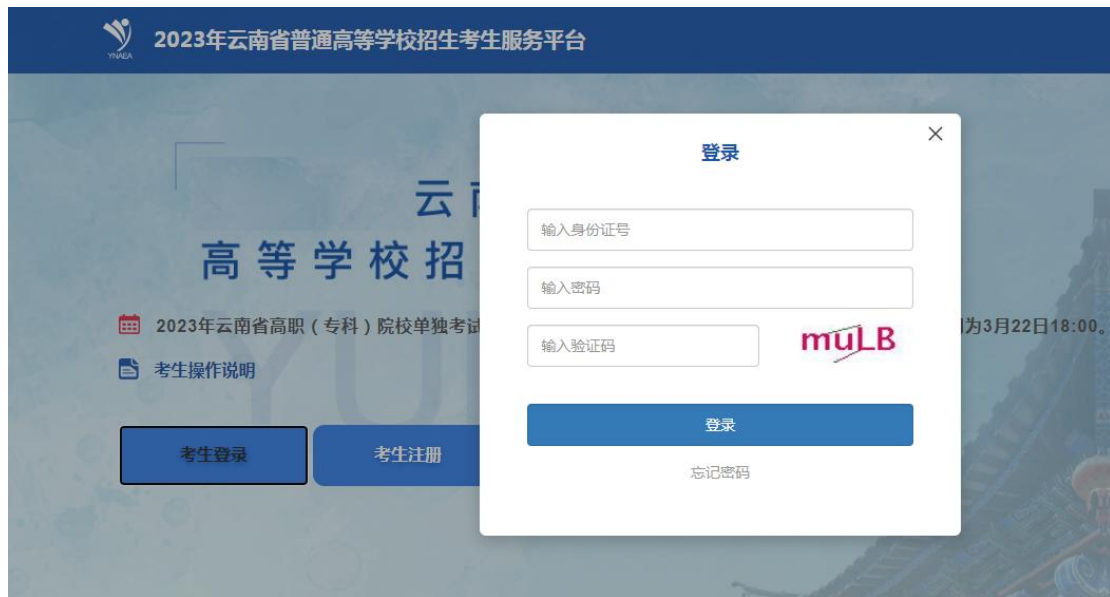 YNAEA
2023年云南省普通高等学校招生考生服务平台
云南
高等学校招
2023年云南省高职（专科）院校单独考试
为3月22日18:00。
考生操作说明
考生登录
考生注册
登录
输入身份证号
输入密码
输入验证码
muLB
登录
忘记密码
YU